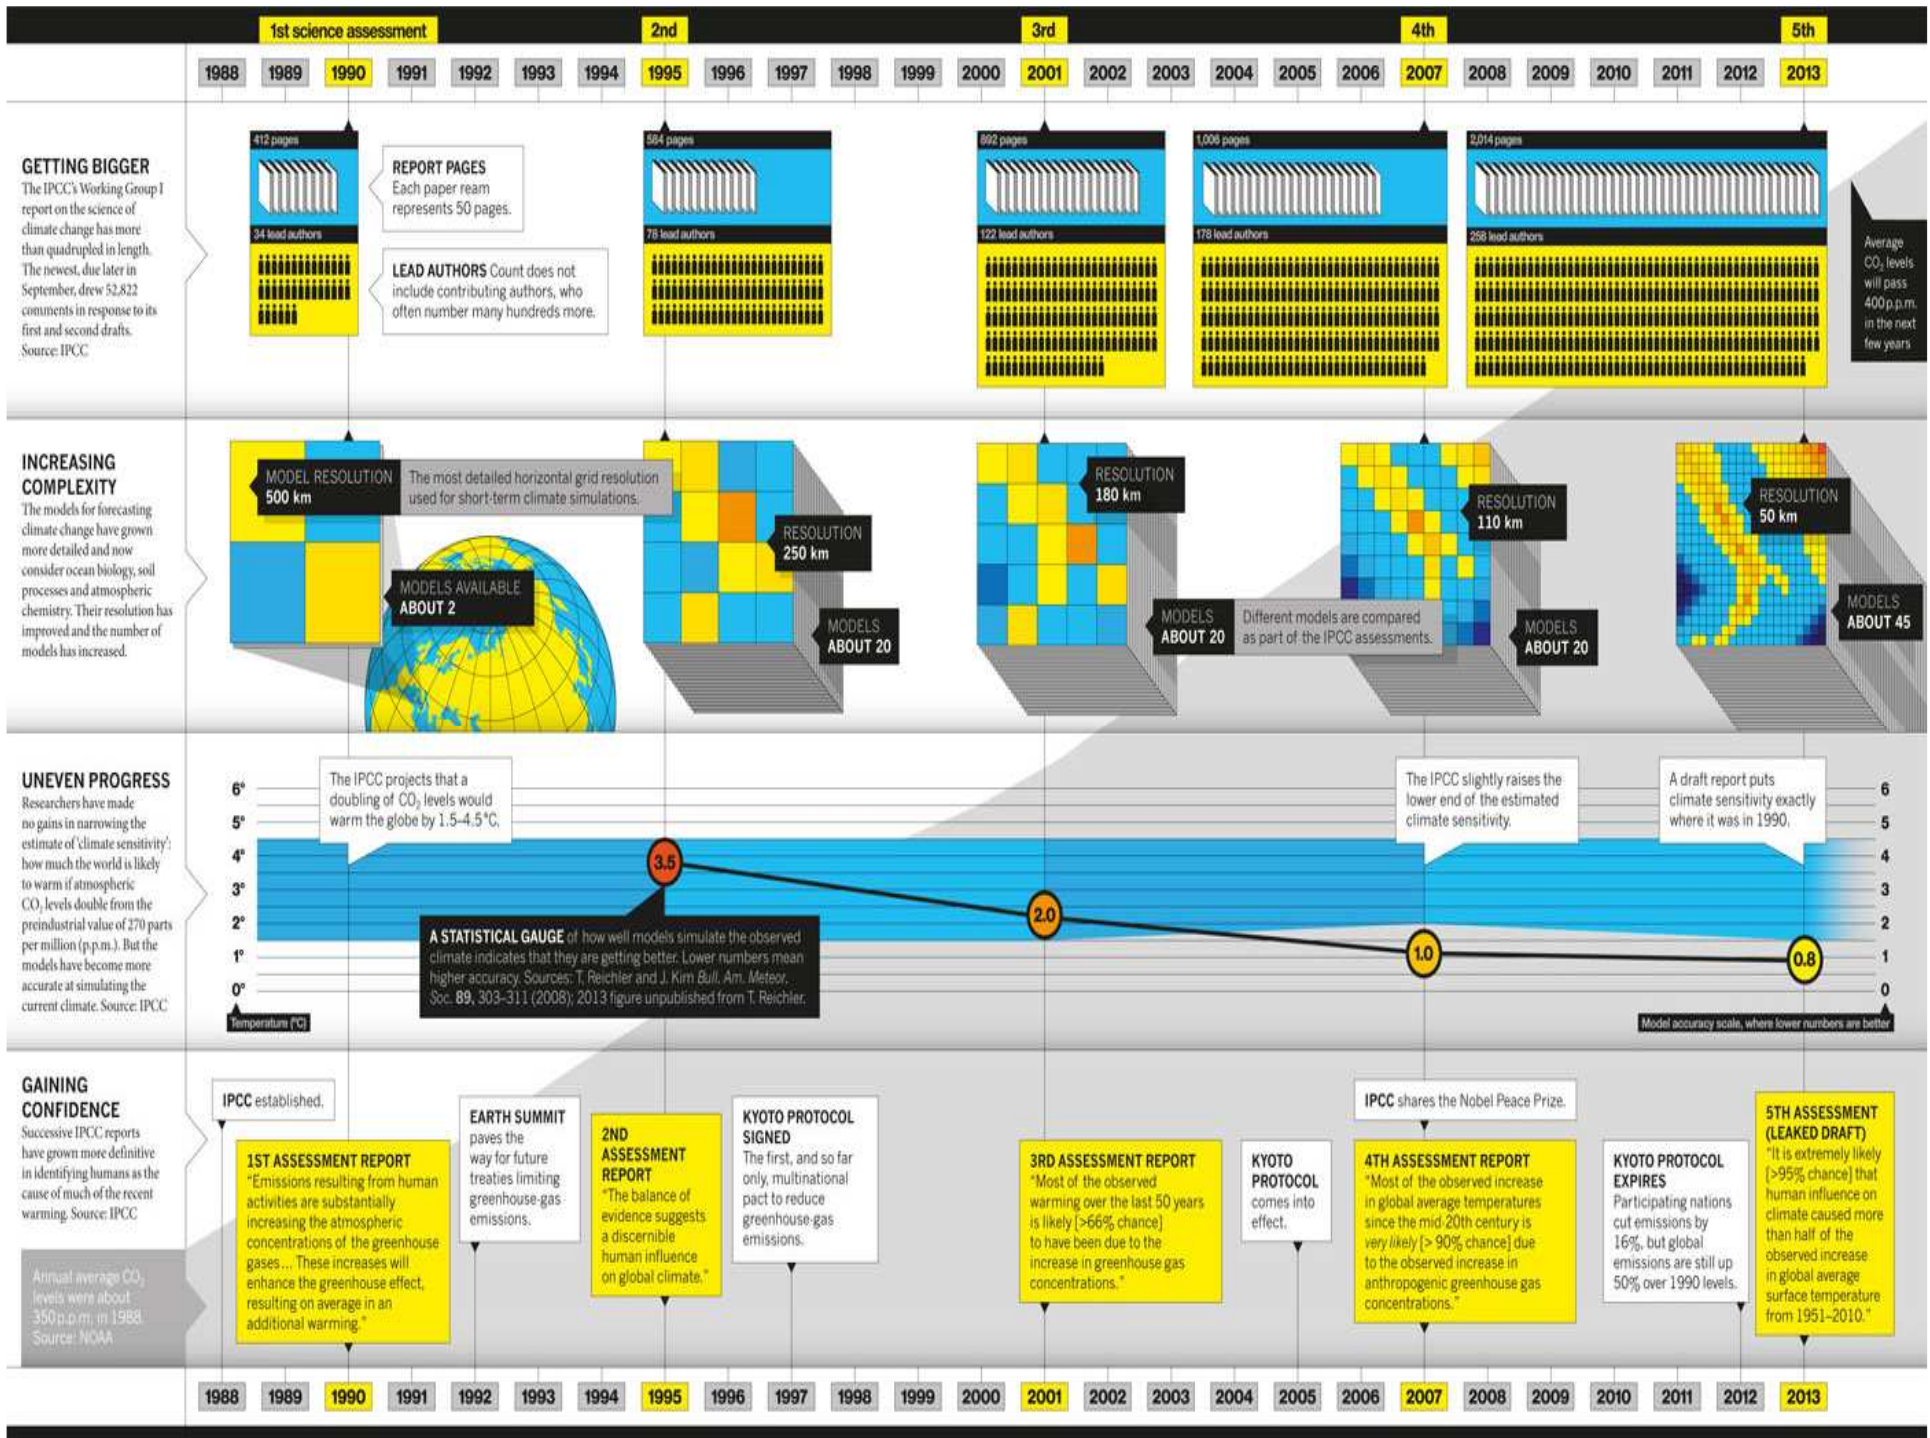 1st science assessment
2nd
3rd
4th
5th
1988 1989 1990 1991 1992 1993 1994 1995 1996 1997 1998 1999 2000 2001 2002 2003 2004 2005 2006 2007 2008 2009 2010 2011 2012 2013
GETTING BIGGER
The IPCC's Working Group I
report on the science of
climate change has more
than quadrupled in length.
The newest, due later in
September, drew 52,822
comments in response to its
first and second drafts.
Source: IPCC
412 pages
34 lead authors
REPORT PAGES
Each paper ream
represents 50 pages.
LEAD AUTHORS Count does not
include contributing authors, who
often number many hundreds more.
584 pages
78 lead authors
892 pages
122 lead authors
1,006 pages
178 lead authors
2,014 pages
258 lead authors
Average
CO₂ levels
will pass
400 p.p.m.
in the next
few years
INCREASING
COMPLEXITY
The models for forecasting
climate change have grown
more detailed and now
consider ocean biology, soil
processes and atmospheric
chemistry. Their resolution has
improved and the number of
models has increased.
MODEL RESOLUTION
500 km
The most detailed horizontal grid resolution
used for short-term climate simulations.
MODELS AVAILABLE
ABOUT 2
RESOLUTION
250 km
MODELS
ABOUT 20
RESOLUTION
180 km
MODELS
ABOUT 20
Different models are compared
as part of the IPCC assessments.
RESOLUTION
110 km
MODELS
ABOUT 20
RESOLUTION
50 km
MODELS
ABOUT 45
UNEVEN PROGRESS
Researchers have made
no gains in narrowing the
estimate of 'climate sensitivity':
how much the world is likely
to warm if atmospheric
CO₂ levels double from the
preindustrial value of 270 parts
per million (p.p.m.). But the
models have become more
accurate at simulating the
current climate. Source: IPCC
6°
5°
4°
3°
2°
1°
0°
Temperature (°C)
The IPCC projects that a
doubling of CO₂ levels would
warm the globe by 1.5–4.5°C.
3.5
A STATISTICAL GAUGE of how well models simulate the observed
climate indicates that they are getting better. Lower numbers mean
higher accuracy. Sources: T. Reichler and J. Kim Bull. Am. Meteor.
Soc. 89, 303–311 (2008); 2013 figure unpublished from T. Reichler.
2.0
The IPCC slightly raises the
lower end of the estimated
climate sensitivity.
1.0
A draft report puts
climate sensitivity exactly
where it was in 1990.
0.8
6
5
4
3
2
1
0
Model accuracy scale, where lower numbers are better
GAINING
CONFIDENCE
Successive IPCC reports
have grown more definitive
in identifying humans as the
cause of much of the recent
warming. Source: IPCC
Annual average CO₂
levels were about
350 p.p.m. in 1988.
Source: NOAA
IPCC established.
1ST ASSESSMENT REPORT
"Emissions resulting from human
activities are substantially
increasing the atmospheric
concentrations of the greenhouse
gases... These increases will
enhance the greenhouse effect,
resulting on average in an
additional warming."
EARTH SUMMIT
paves the
way for future
treaties limiting
greenhouse-gas
emissions.
2ND
ASSESSMENT
REPORT
"The balance of
evidence suggests
a discernible
human influence
on global climate."
KYOTO PROTOCOL
SIGNED
The first, and so far
only, multinational
pact to reduce
greenhouse-gas
emissions.
3RD ASSESSMENT REPORT
"Most of the observed
warming over the last 50 years
is likely [>66% chance]
to have been due to the
increase in greenhouse gas
concentrations."
KYOTO
PROTOCOL
comes into
effect.
IPCC shares the Nobel Peace Prize.
4TH ASSESSMENT REPORT
"Most of the observed increase
in global average temperatures
since the mid-20th century is
very likely [> 90% chance] due
to the observed increase in
anthropogenic greenhouse gas
concentrations."
KYOTO PROTOCOL
EXPIRES
Participating nations
cut emissions by
16%, but global
emissions are still up
50% over 1990 levels.
5TH ASSESSMENT
(LEAKED DRAFT)
"It is extremely likely
[>95% chance] that
human influence on
climate caused more
than half of the
observed increase
in global average
surface temperature
from 1951–2010."
1988 1989 1990 1991 1992 1993 1994 1995 1996 1997 1998 1999 2000 2001 2002 2003 2004 2005 2006 2007 2008 2009 2010 2011 2012 2013